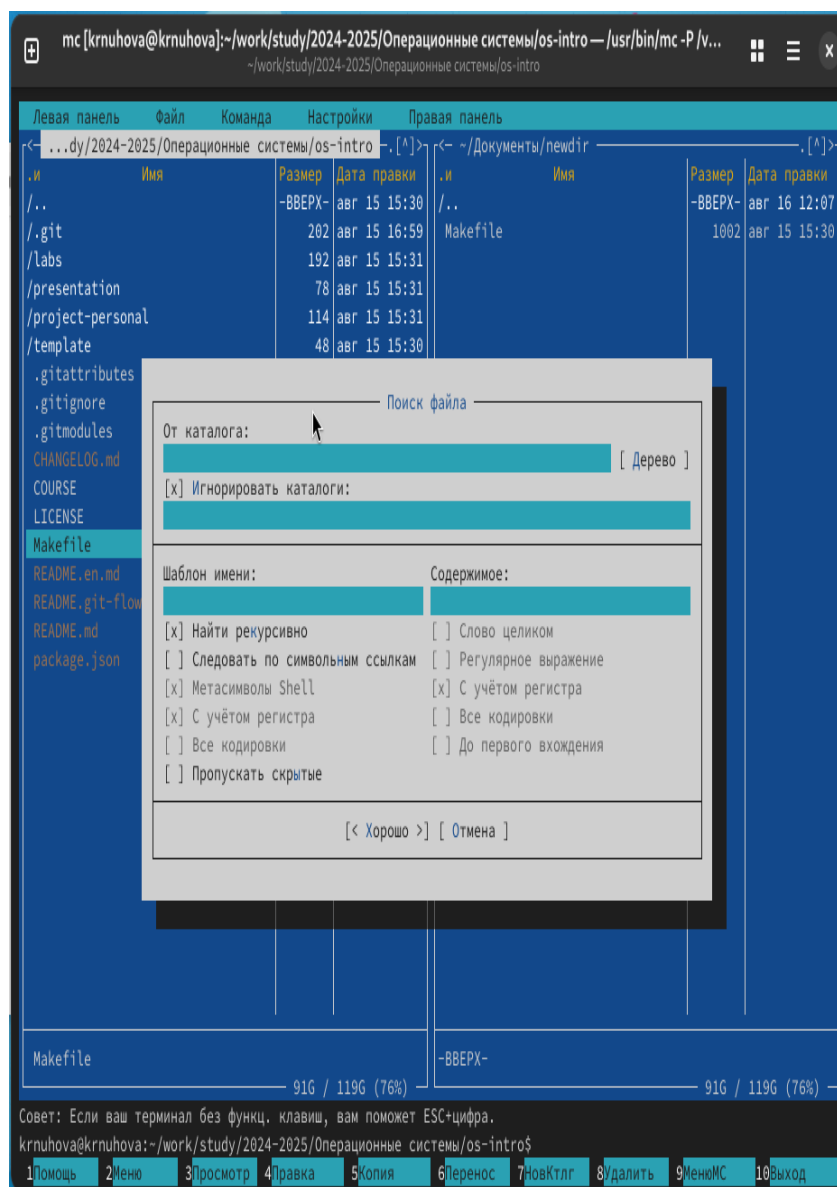 mc [krnuhova@krnuhova]:~/work/study/2024-2025/Операционные системы/os-intro — /usr/bin/mc -P /v...
~/work/study/2024-2025/Операционные системы/os-intro
Левая панель Файл Команда Настройки Правая панель
<— ...dy/2024-2025/Операционные системы/os-intro —.[^]> <— ~/Документы/newdir —.[^]>
.и Имя Размер Дата правки .и Имя Размер Дата правки
/.. -ВВЕРХ- авг 15 15:30 /.. -ВВЕРХ- авг 16 12:07
/.git 202 авг 15 16:59 Makefile 1002 авг 15 15:30
/labs 192 авг 15 15:31
/presentation 78 авг 15 15:31
/project-personal 114 авг 15 15:31
/template 48 авг 15 15:30
.gitattributes
.gitignore Поиск файла
.gitmodules От каталога:
CHANGELOG.md [ Дерево ]
COURSE [x] Игнорировать каталоги:
LICENSE
Makefile
README.en.md Шаблон имени: Содержимое:
README.git-flow
README.md [x] Найти рекурсивно [ ] Слово целиком
package.json [ ] Следовать по символьным ссылкам [ ] Регулярное выражение
[x] Метасимволы Shell [x] С учётом регистра
[x] С учётом регистра [ ] Все кодировки
[ ] Все кодировки [ ] До первого вхождения
[ ] Пропускать скрытые
[< Хорошо >] [ Отмена ]
Makefile -ВВЕРХ-
91G / 119G (76%) 91G / 119G (76%)
Совет: Если ваш терминал без функц. клавиш, вам поможет ESC+цифра.
krnuhova@krnuhova:~/work/study/2024-2025/Операционные системы/os-intro$
1Помощь 2Меню 3Просмотр 4Правка 5Копия 6Перенос 7НовКтлг 8Удалить 9МенюМС 10Выход